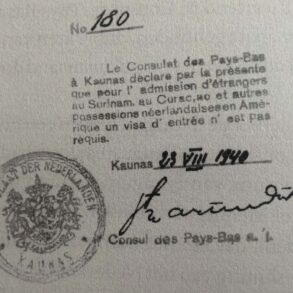 No 180
Le Consulat des Pays-Bas
à Kaunas déclare par la présente
que pour l' admission d'étrangers
au Surinam, au Curaçao et autres
possessions néerlandaises en Amé-
rique un visa d' entrée n' est pas
requis.
Kaunas 23 VIII 1940
Consul des Pays-Bas a. i.
DER NEDERLANDEN
KAUNAS